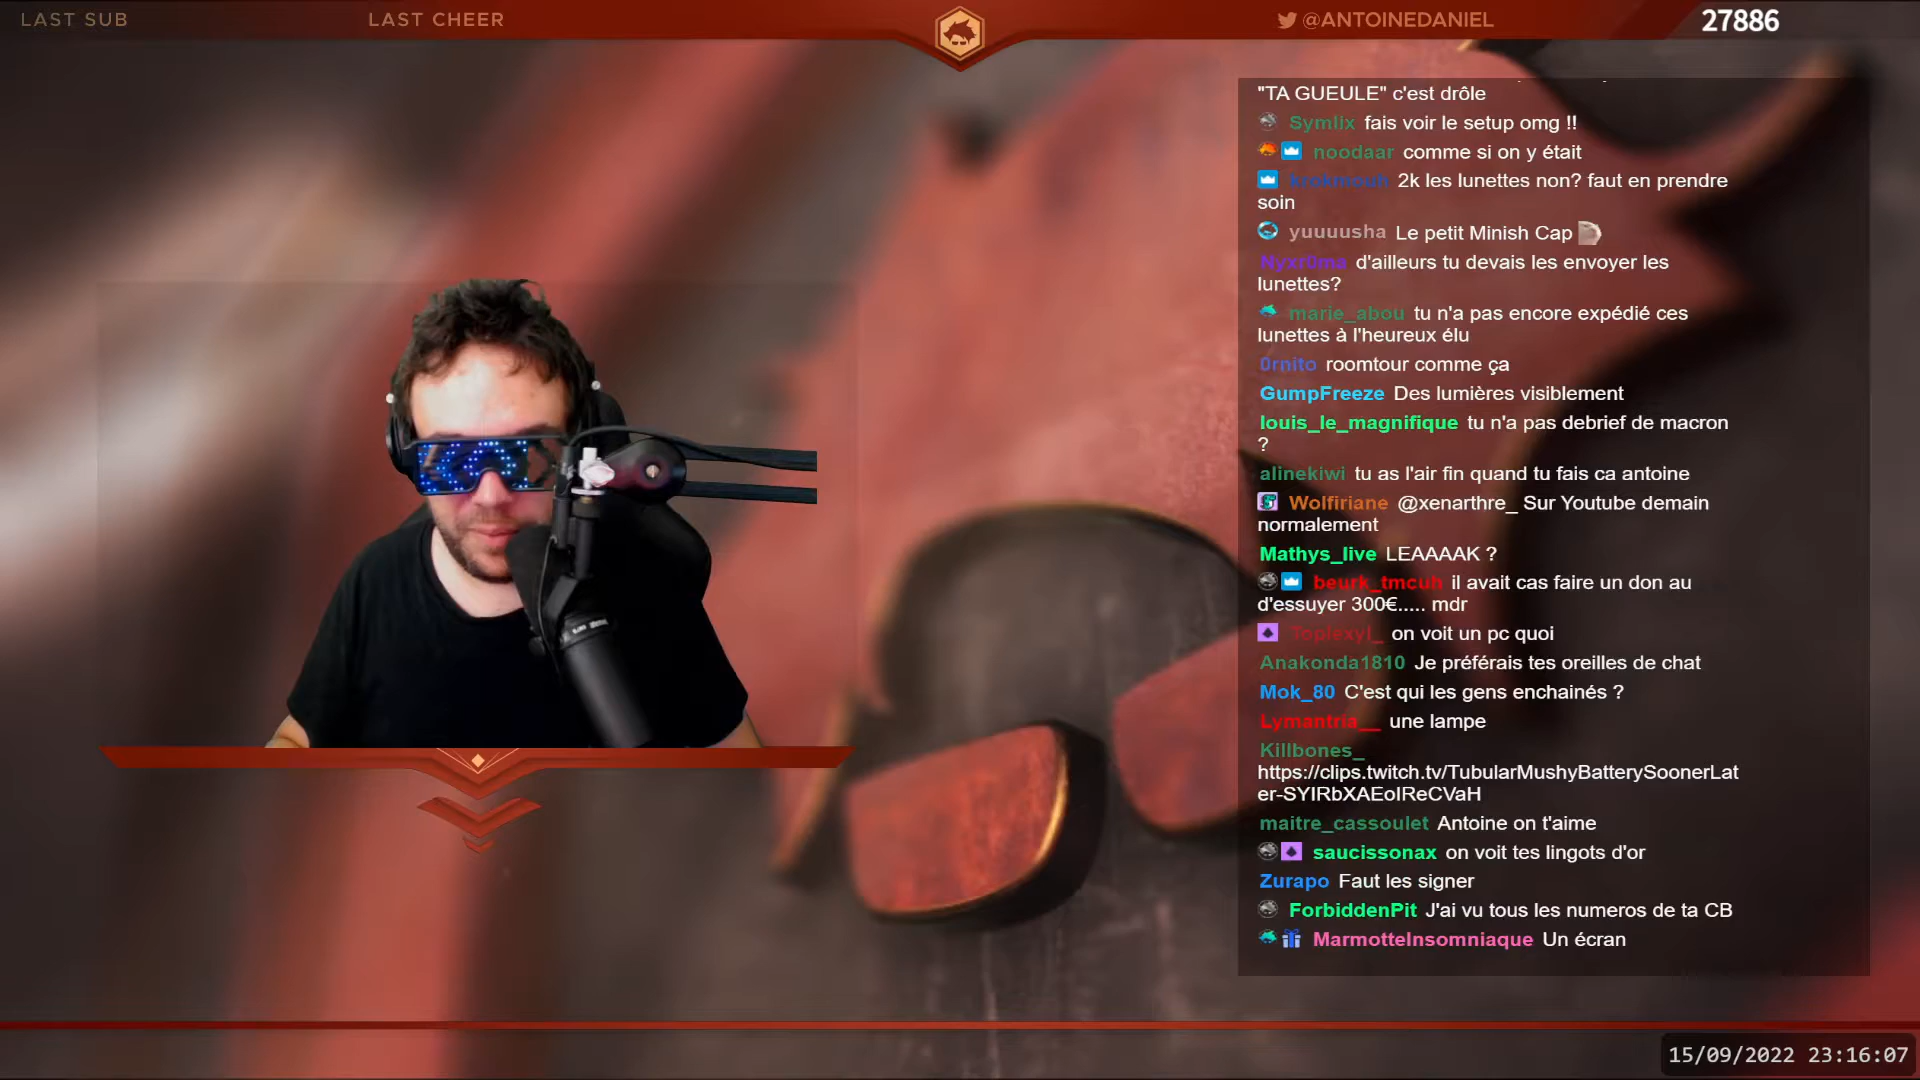 LAST SUB
LAST CHEER
@ANTOINEDANIEL
27886
"TA GUEULE" c'est drôle
Symlix fais voir le setup omg !!
noodaar comme si on y était
krokmouh 2k les lunettes non? faut en prendre
soin
yuuuusha Le petit Minish Cap
Nyxr0ma d'ailleurs tu devais les envoyer les
lunettes?
marie_abou tu n'a pas encore expédié ces
lunettes à l'heureux élu
0rnito roomtour comme ça
GumpFreeze Des lumières visiblement
louis_le_magnifique tu n'a pas debrief de macron
?
alinekiwi tu as l'air fin quand tu fais ca antoine
Wolfiriane @xenarthre_ Sur Youtube demain
normalement
Mathys_live LEAAAAK ?
beurk_tmcuh il avait cas faire un don au
d'essuyer 300€..... mdr
Toplexyl_ on voit un pc quoi
Anakonda1810 Je préférais tes oreilles de chat
Mok_80 C'est qui les gens enchainés ?
Lymantria__ une lampe
Killbones_
https://clips.twitch.tv/TubularMushyBatterySoonerLat
er-SYIRbXAEoIReCVaH
maitre_cassoulet Antoine on t'aime
saucissonax on voit tes lingots d'or
Zurapo Faut les signer
ForbiddenPit J'ai vu tous les numeros de ta CB
MarmotteInsomniaque Un écran
15/09/2022 23:16:07